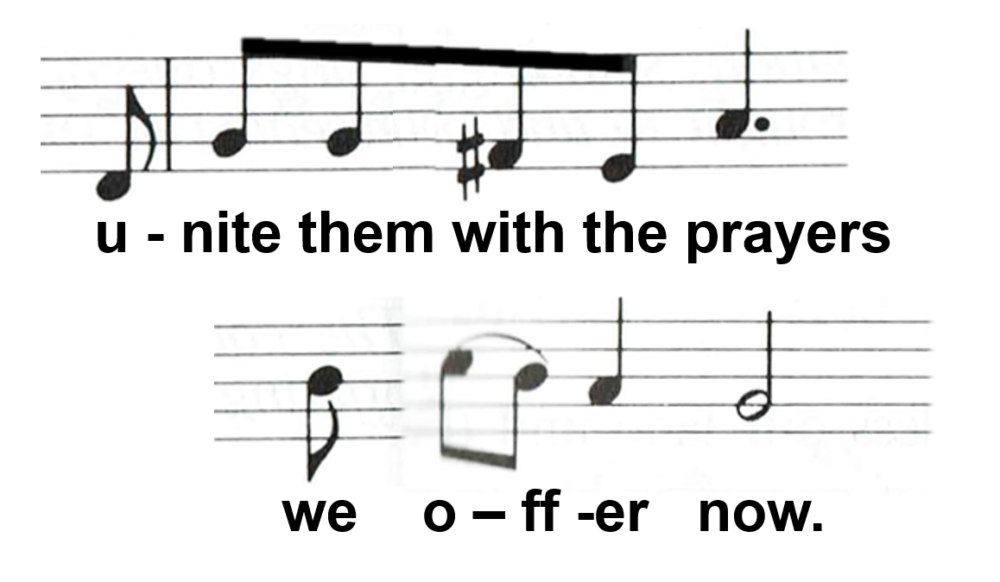 u - nite them with the prayers
we o – ff -er now.